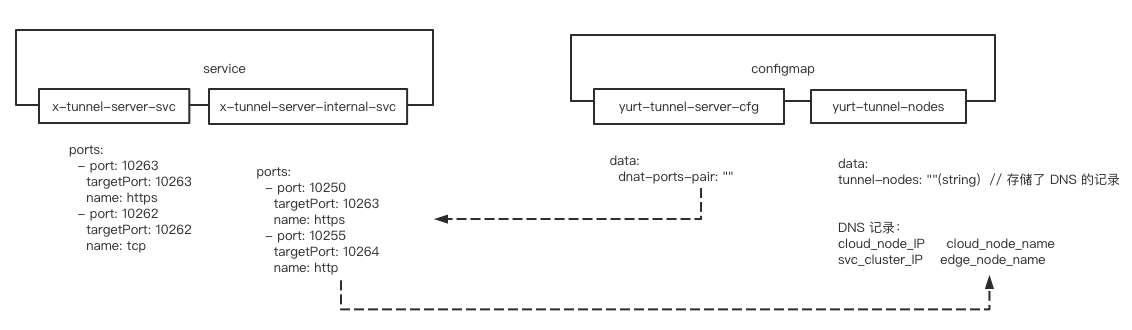 service
x-tunnel-server-svc
x-tunnel-server-internal-svc
ports:
- port: 10263
targetPort: 10263
name: https
- port: 10262
targetPort: 10262
name: tcp
ports:
- port: 10250
targetPort: 10263
name: https
- port: 10255
targetPort: 10264
name: http
configmap
yurt-tunnel-server-cfg
yurt-tunnel-nodes
data:
dnat-ports-pair: ""
data:
tunnel-nodes: ""(string) // 存储了 DNS 的记录
DNS 记录：
cloud_node_IP cloud_node_name
svc_cluster_IP edge_node_name